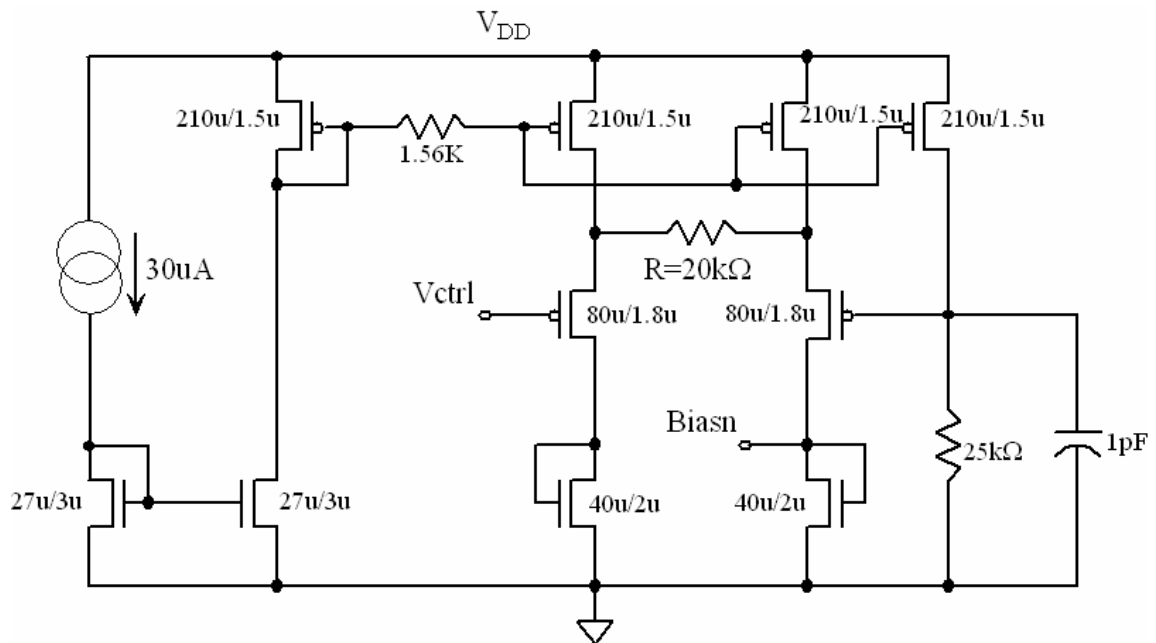 V_DD
210u/1.5u
1.56K
210u/1.5u
210u/1.5u
210u/1.5u
30uA
R=20kΩ
Vctrl
80u/1.8u
80u/1.8u
Biasn
25kΩ
1pF
27u/3u
27u/3u
40u/2u
40u/2u